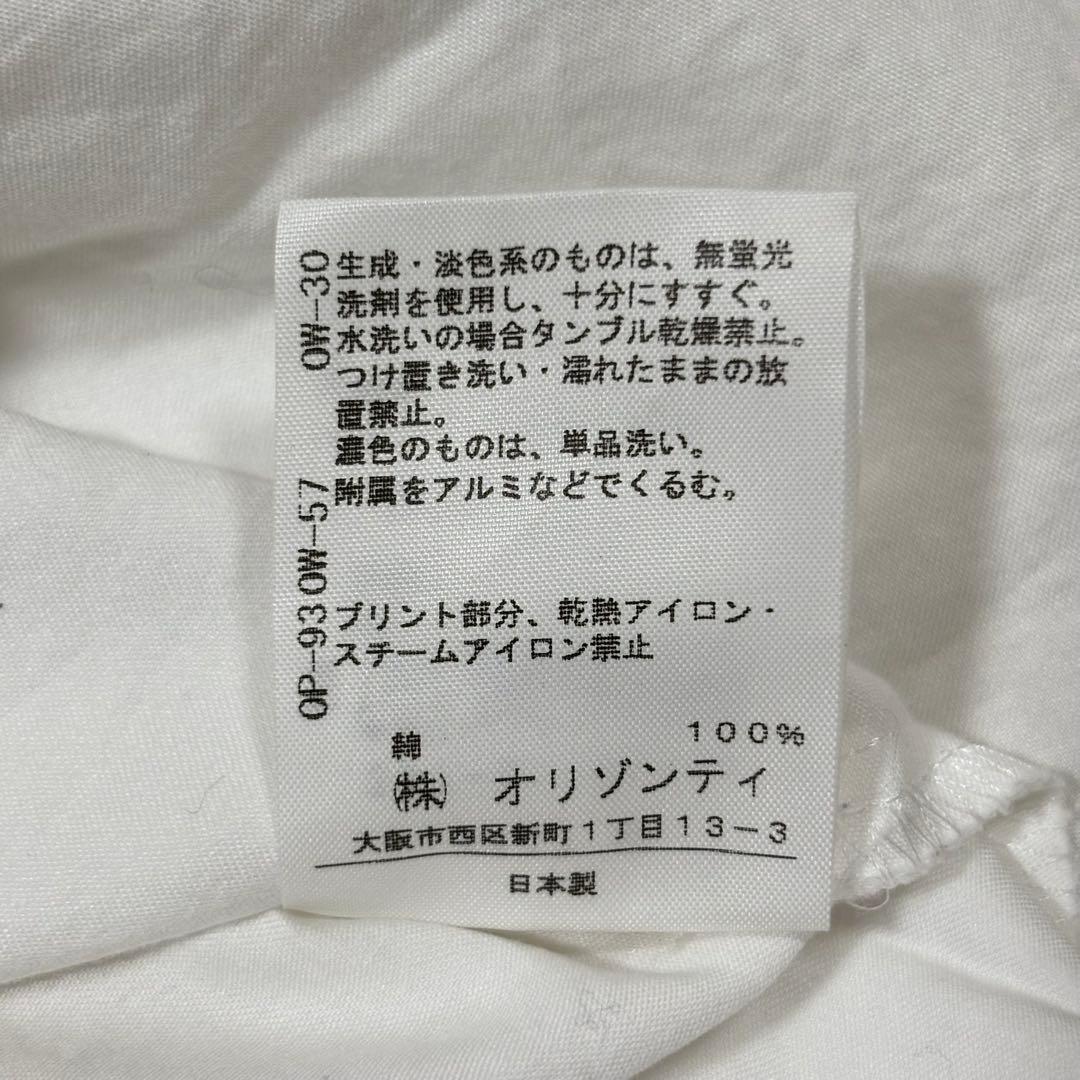 生成・淡色系のものは、無蛍光
洗剤を使用し、十分にすすぐ。
水洗いの場合タンブル乾燥禁止。
つけ置き洗い・濡れたままの放
置禁止。
濃色のものは、単品洗い。
附属をアルミなどでくるむ。
プリント部分、乾熱アイロン・
スチームアイロン禁止
綿 100%
㈱ オリゾンティ
大阪市西区新町1丁目13-3
日本製
OP-93 OW-57 OW-30